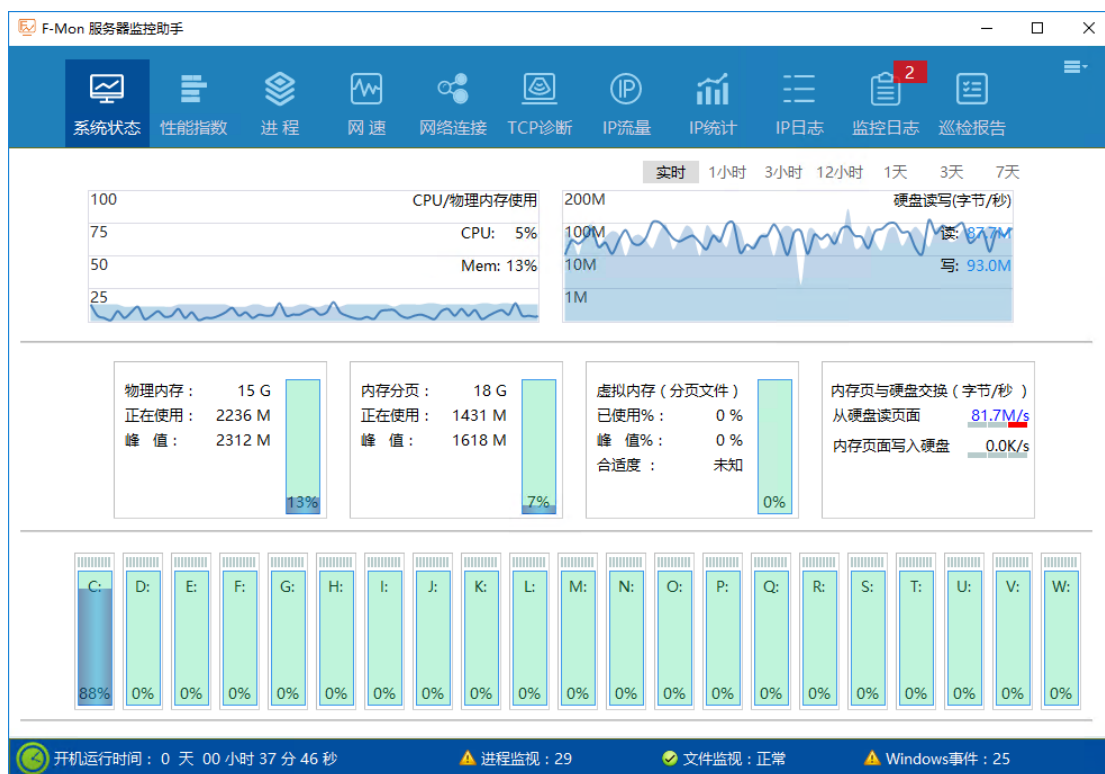 F-Mon 服务器监控助手
2
系统状态 性能指数 进 程 网 速 网络连接 TCP诊断 IP流量 IP统计 IP日志 监控日志 巡检报告
实时 1小时 3小时 12小时 1天 3天 7天
100 CPU/物理内存使用 200M 硬盘读写(字节/秒)
75 CPU: 5% 100M 读: 87.7M
50 Mem: 13% 10M 写: 93.0M
25 1M
物理内存： 15 G
正在使用： 2236 M
峰 值： 2312 M
13%
内存分页： 18 G
正在使用： 1431 M
峰 值： 1618 M
7%
虚拟内存（分页文件）
已使用%： 0 %
峰 值%： 0 %
合适度 ： 未知
0%
内存页与硬盘交换（字节/秒 ）
从硬盘读页面 81.7M/s
内存页面写入硬盘 0.0K/s
C: D: E: F: G: H: I: J: K: L: M: N: O: P: Q: R: S: T: U: V: W:
88% 0% 0% 0% 0% 0% 0% 0% 0% 0% 0% 0% 0% 0% 0% 0% 0% 0% 0% 0% 0%
开机运行时间： 0 天 00 小时 37 分 46 秒 进程监视：29 文件监视：正常 Windows事件：25